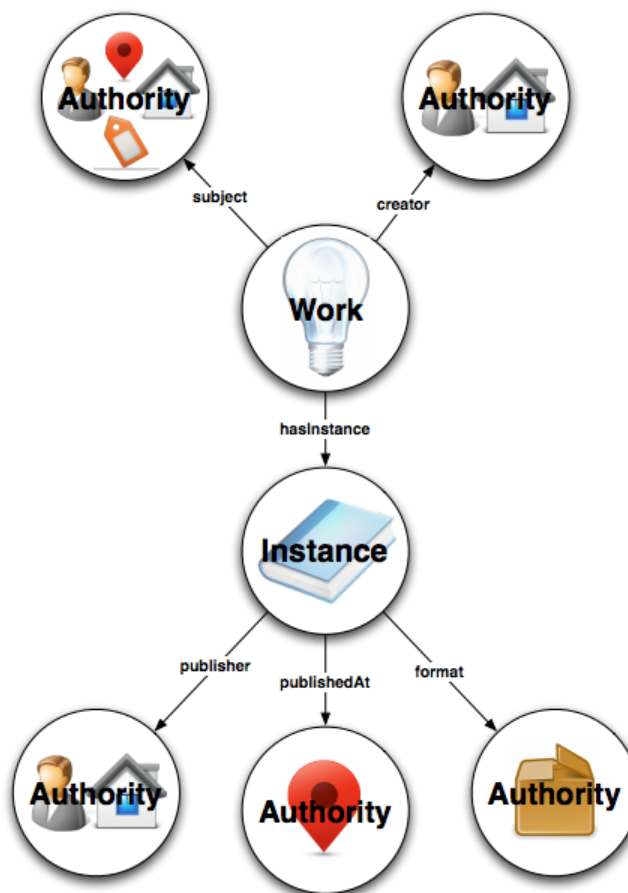 Authority
Authority
subject
creator
Work
hasInstance
Instance
publisher
publishedAt
format
Authority
Authority
Authority